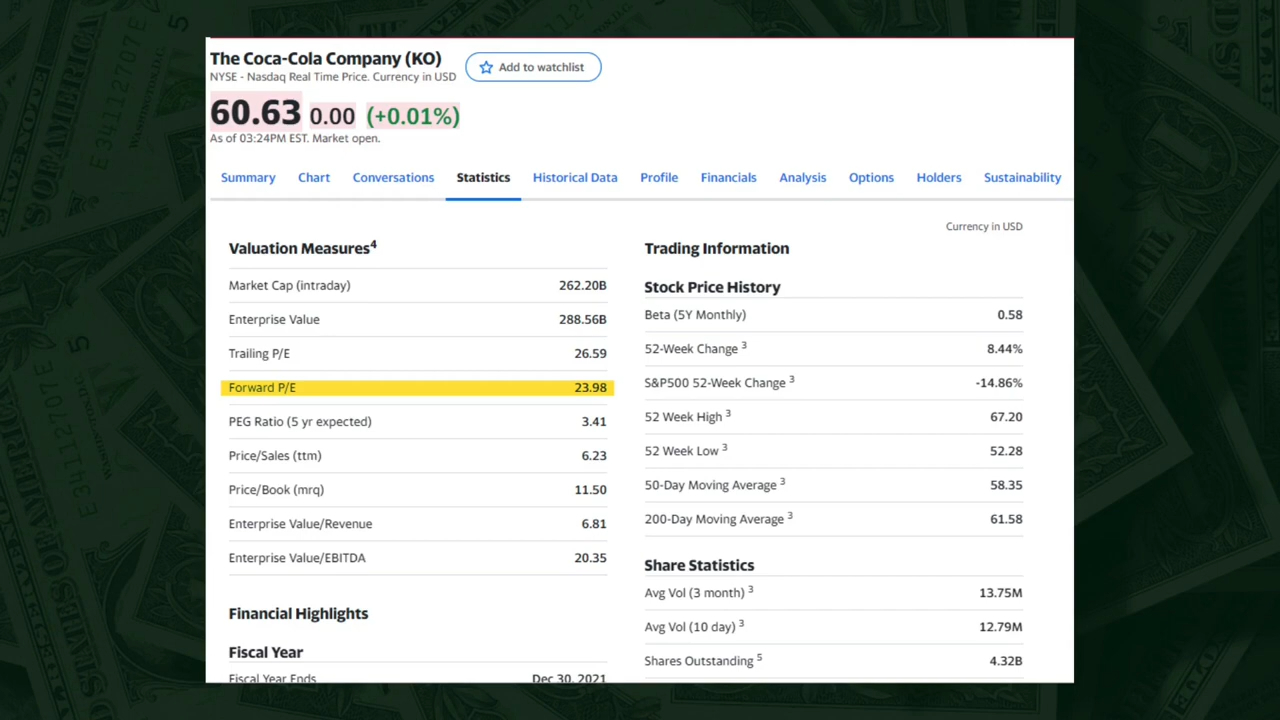 The Coca-Cola Company (KO)
Add to watchlist
NYSE - Nasdaq Real Time Price. Currency in USD
60.63 0.00 (+0.01%)
As of 03:24PM EST. Market open.
Summary Chart Conversations Statistics Historical Data Profile Financials Analysis Options Holders Sustainability
Currency in USD
Valuation Measures4
Market Cap (intraday) 262.20B
Enterprise Value 288.56B
Trailing P/E 26.59
Forward P/E 23.98
PEG Ratio (5 yr expected) 3.41
Price/Sales (ttm) 6.23
Price/Book (mrq) 11.50
Enterprise Value/Revenue 6.81
Enterprise Value/EBITDA 20.35
Financial Highlights
Fiscal Year
Fiscal Year Ends Dec 30, 2021
Trading Information
Stock Price History
Beta (5Y Monthly) 0.58
52-Week Change 3 8.44%
S&P500 52-Week Change 3 -14.86%
52 Week High 3 67.20
52 Week Low 3 52.28
50-Day Moving Average 3 58.35
200-Day Moving Average 3 61.58
Share Statistics
Avg Vol (3 month) 3 13.75M
Avg Vol (10 day) 3 12.79M
Shares Outstanding 5 4.32B